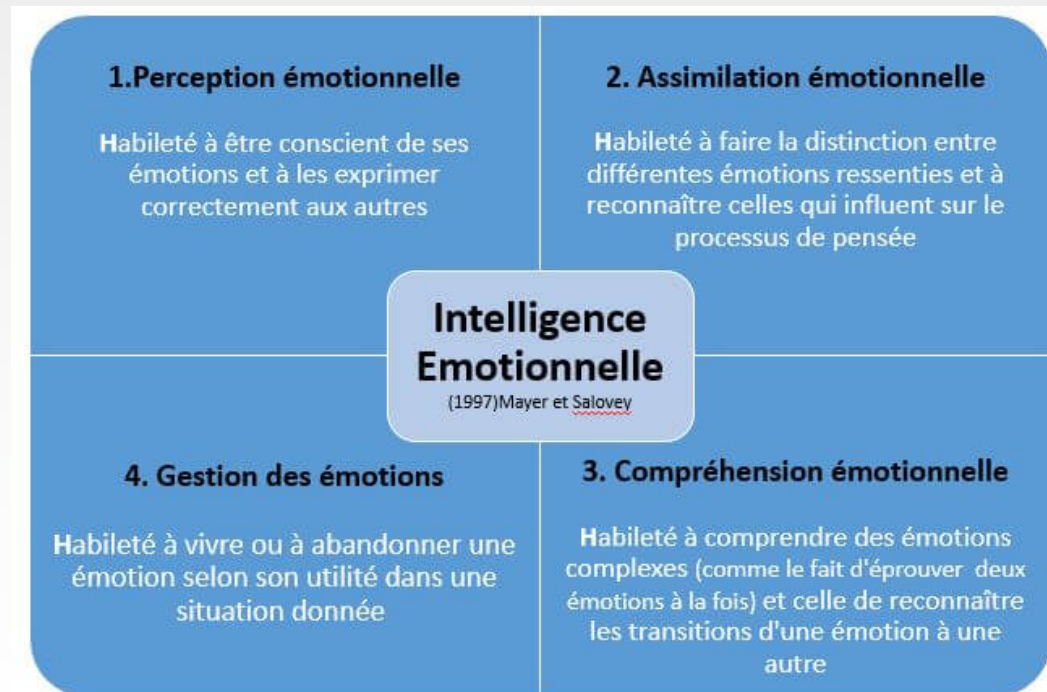 1.Perception émotionnelle
Habileté à être conscient de ses
émotions et à les exprimer
correctement aux autres
2. Assimilation émotionnelle
Habileté à faire la distinction entre
différentes émotions ressenties et à
reconnaître celles qui influent sur le
processus de pensée
Intelligence
Emotionnelle
(1997)Mayer et Salovey
4. Gestion des émotions
Habileté à vivre ou à abandonner une
émotion selon son utilité dans une
situation donnée
3. Compréhension émotionnelle
Habileté à comprendre des émotions
complexes (comme le fait d'éprouver deux
émotions à la fois) et celle de reconnaître
les transitions d'une émotion à une
autre